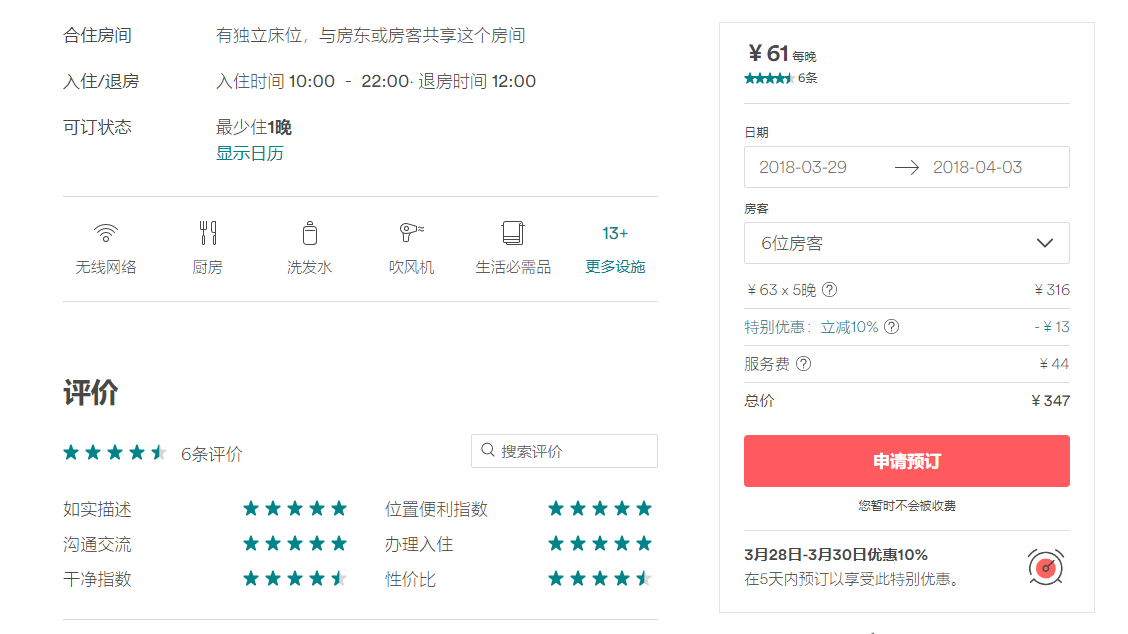 合住房间
有独立床位，与房东或房客共享这个房间
入住/退房
入住时间 10:00 - 22:00· 退房时间 12:00
可订状态
最少住1晚
显示日历
无线网络
厨房
洗发水
吹风机
生活必需品
13+
更多设施
评价
6条评价
搜索评价
如实描述
位置便利指数
沟通交流
办理入住
干净指数
性价比
¥ 61 每晚
6条
日期
2018-03-29
2018-04-03
房客
6位房客
¥ 63 x 5晚 ?
¥ 316
特别优惠：立减10% ?
- ¥ 13
服务费 ?
¥ 44
总价
¥ 347
申请预订
您暂时不会被收费
3月28日-3月30日优惠10%
在5天内预订以享受此特别优惠。